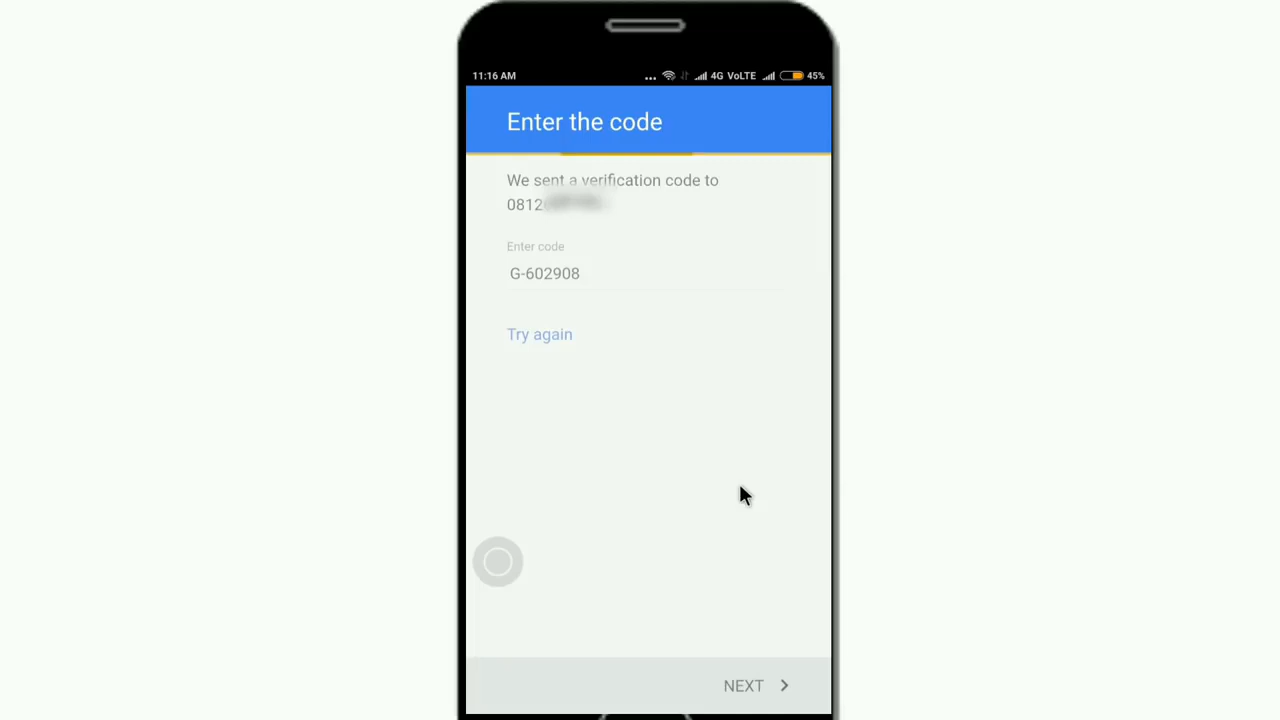 11:16 AM ... 4G VoLTE 45%
Enter the code
We sent a verification code to
0812
Enter code
G-602908
Try again
NEXT